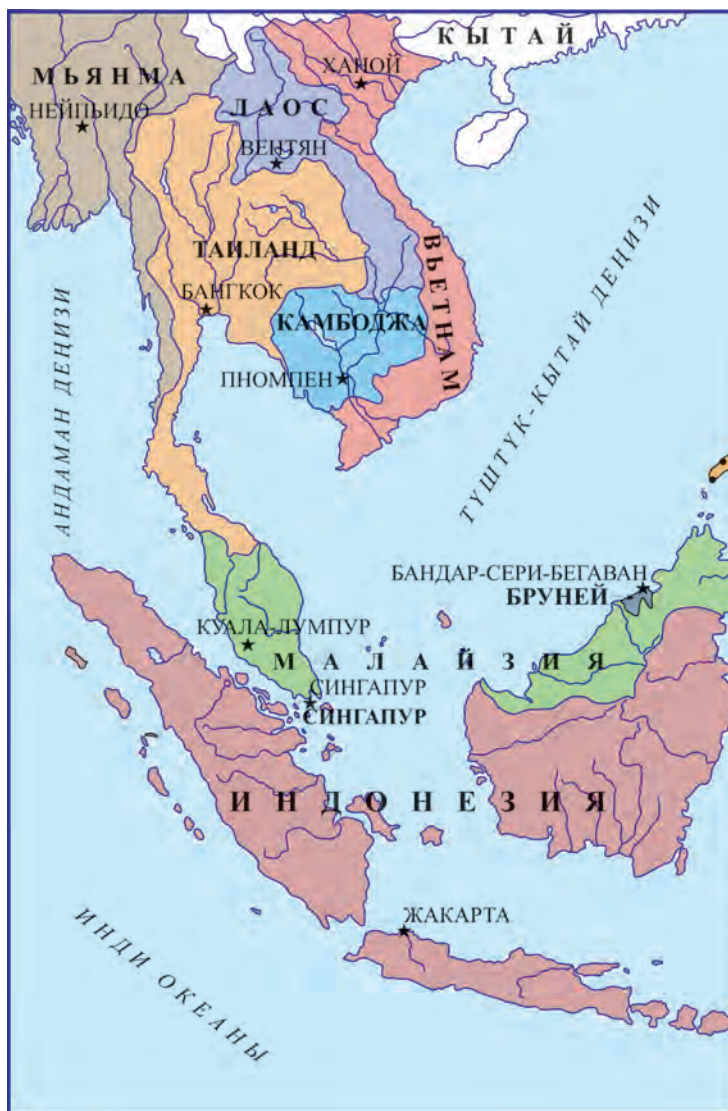 КЫТАЙ
ХАНОЙ
МЬЯНМА
НЕЙПЬИДО
ЛАОС
ВЕНТЯН
ТАИЛАНД
БАНГКОК
ВЬЕТНАМ
КАМБОДЖА
ПНОМПЕН
АНДАМАН ДЕҢИЗИ
ТУШТУК-КЫТАЙ ДЕҢИЗИ
БАНДАР-СЕРИ-БЕГАВАН
БРУНЕЙ
КУАЛА-ЛУМПУР
МАЛАЙЗИЯ
СИНГАПУР
СИНГАПУР
ИНДОНЕЗИЯ
ЖАКАРТА
ИНДИ ОКЕАНЫ